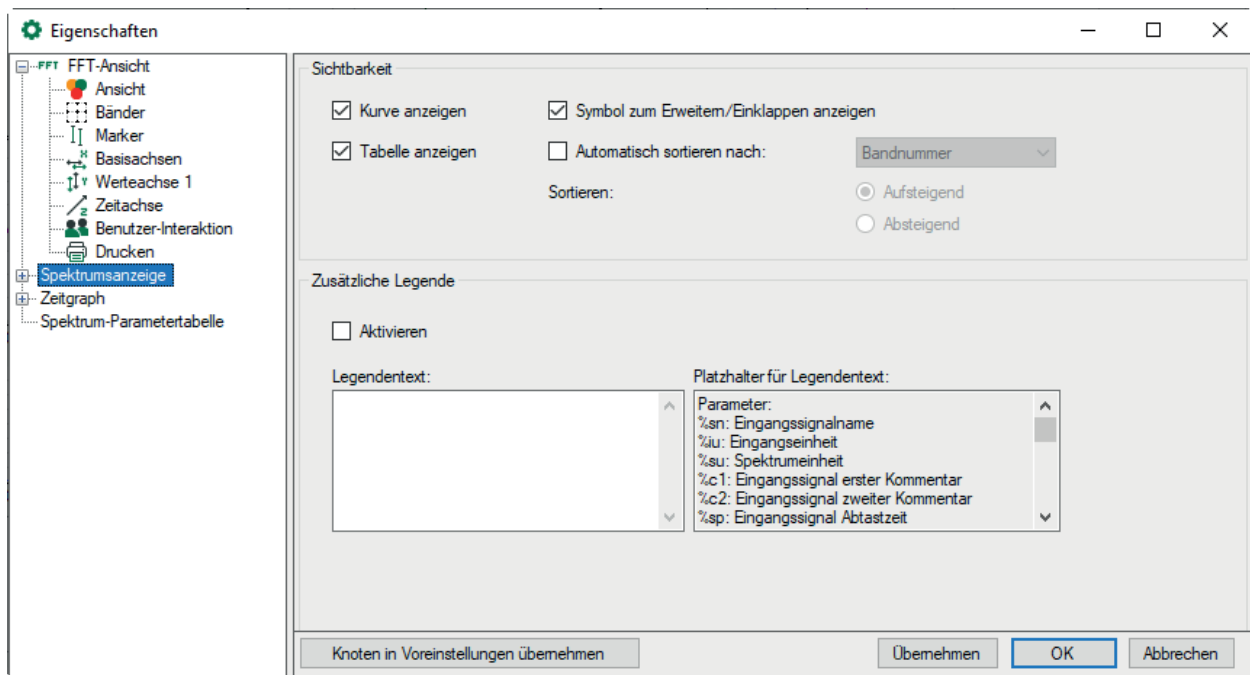 Eigenschaften
FFT FFT-Ansicht
Ansicht
Bänder
Marker
X Basisachsen
Y Werteachse 1
Z Zeitachse
Benutzer-Interaktion
Drucken
Spektrumsanzeige
Zeitgraph
Spektrum-Parametertabelle
Sichtbarkeit
Kurve anzeigen
Symbol zum Erweitern/Einklappen anzeigen
Tabelle anzeigen
Automatisch sortieren nach:
Bandnummer
Sortieren:
Aufsteigend
Absteigend
Zusätzliche Legende
Aktivieren
Legendentext:
Platzhalter für Legendentext:
Parameter:
%sn: Eingangssignalname
%iu: Eingangseinheit
%su: Spektrumeinheit
%c1: Eingangssignal erster Kommentar
%c2: Eingangssignal zweiter Kommentar
%sp: Eingangssignal Abtastzeit
Knoten in Voreinstellungen übernehmen
Übernehmen
OK
Abbrechen